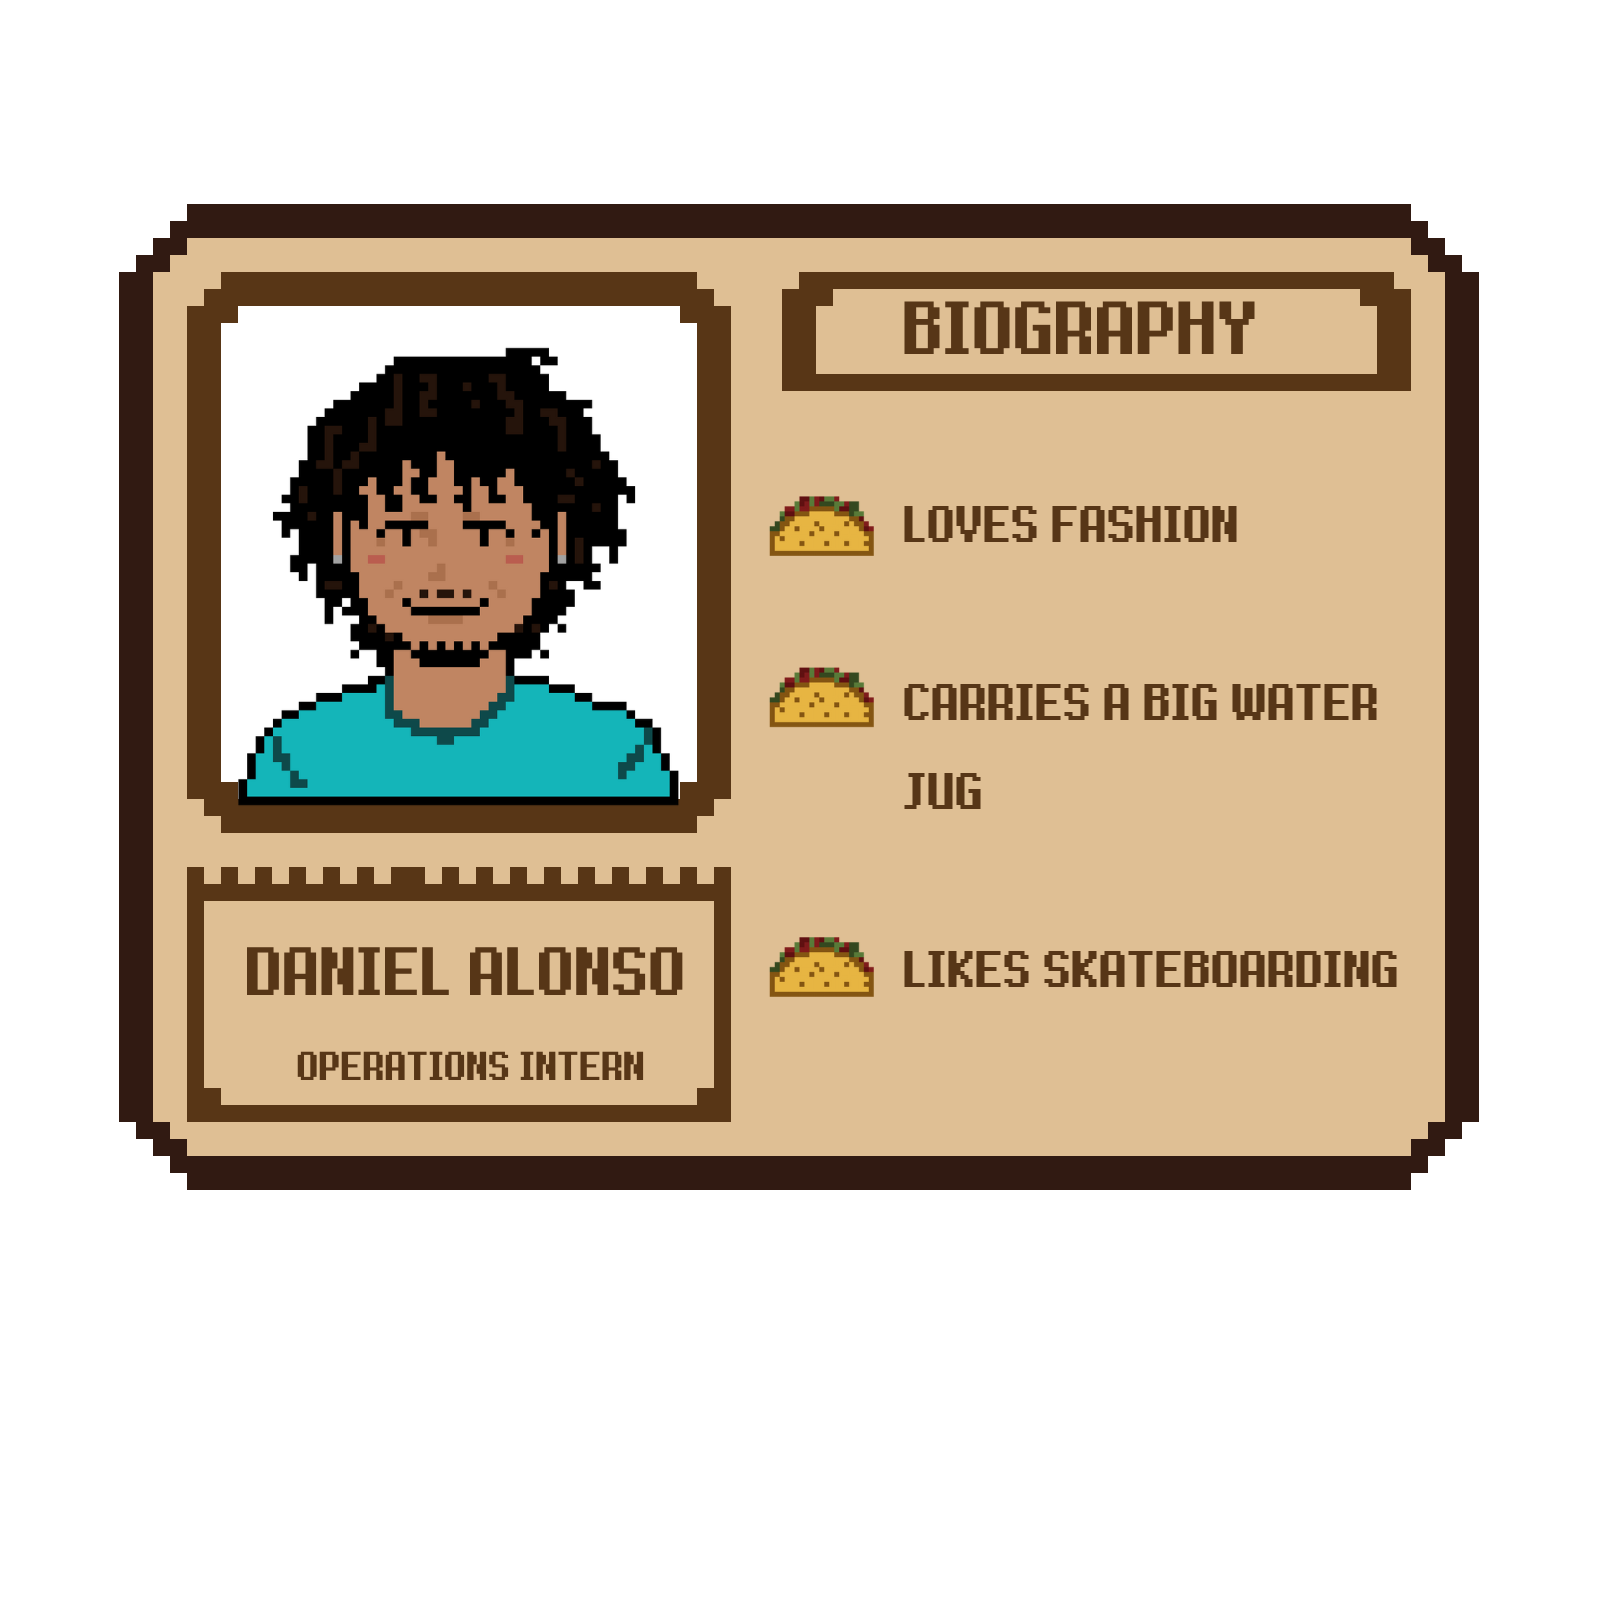 BIOGRAPHY
LOVES FASHION
CARRIES A BIG WATER
JUG
LIKES SKATEBOARDING
DANIEL ALONSO
OPERATIONS INTERN